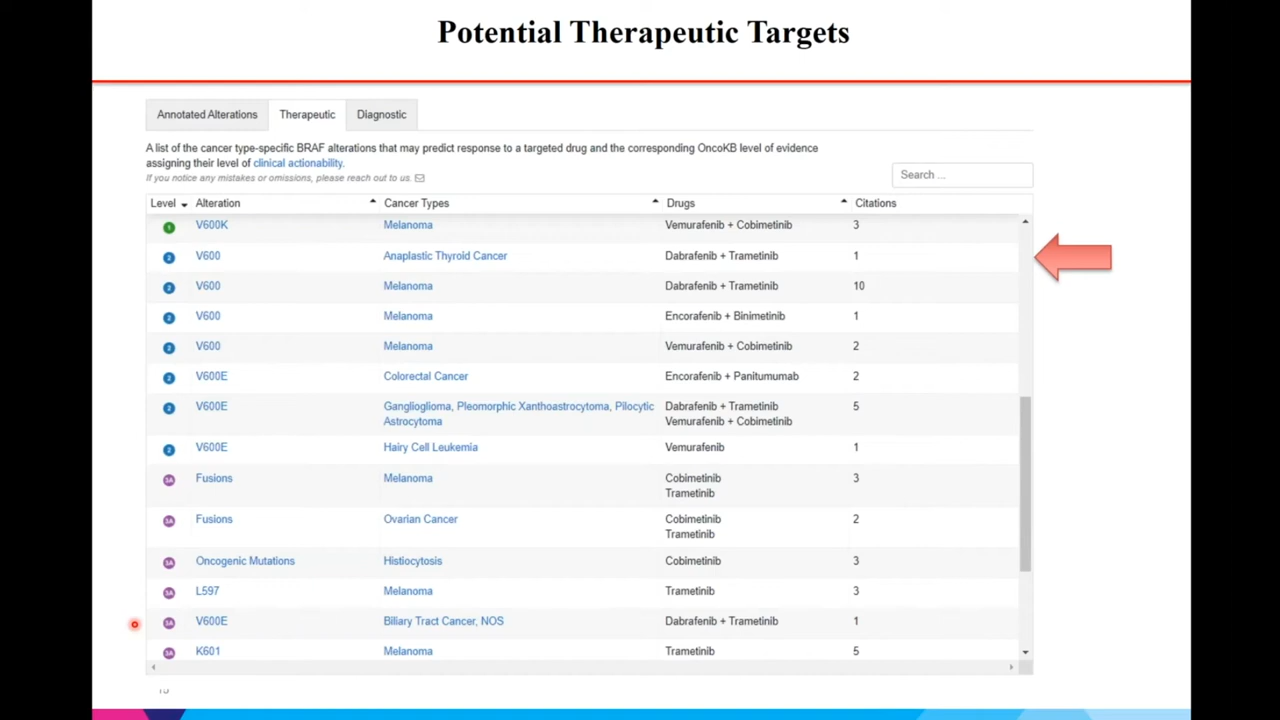 Potential Therapeutic Targets
Annotated Alterations Therapeutic Diagnostic
A list of the cancer type-specific BRAF alterations that may predict response to a targeted drug and the corresponding OncoKB level of evidence
assigning their level of clinical actionability.
If you notice any mistakes or omissions, please reach out to us.
Search ...
Level Alteration Cancer Types Drugs Citations
1 V600K Melanoma Vemurafenib + Cobimetinib 3
2 V600 Anaplastic Thyroid Cancer Dabrafenib + Trametinib 1
2 V600 Melanoma Dabrafenib + Trametinib 10
2 V600 Melanoma Encorafenib + Binimetinib 1
2 V600 Melanoma Vemurafenib + Cobimetinib 2
2 V600E Colorectal Cancer Encorafenib + Panitumumab 2
2 V600E Ganglioglioma, Pleomorphic Xanthoastrocytoma, Pilocytic Dabrafenib + Trametinib 5
Astrocytoma Vemurafenib + Cobimetinib
2 V600E Hairy Cell Leukemia Vemurafenib 1
3A Fusions Melanoma Cobimetinib 3
Trametinib
3A Fusions Ovarian Cancer Cobimetinib 2
Trametinib
3A Oncogenic Mutations Histiocytosis Cobimetinib 3
3A L597 Melanoma Trametinib 3
3A V600E Biliary Tract Cancer, NOS Dabrafenib + Trametinib 1
3A K601 Melanoma Trametinib 5